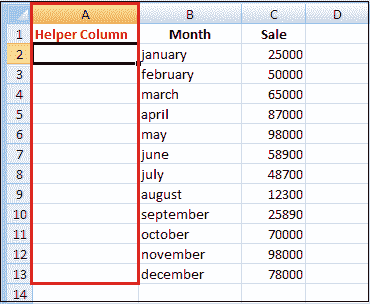 A B C D
1 Helper Column Month Sale
2 january 25000
3 february 50000
4 march 65000
5 april 87000
6 may 98000
7 june 58900
8 july 48700
9 august 12300
10 september 25890
11 october 70000
12 november 98000
13 december 78000
14